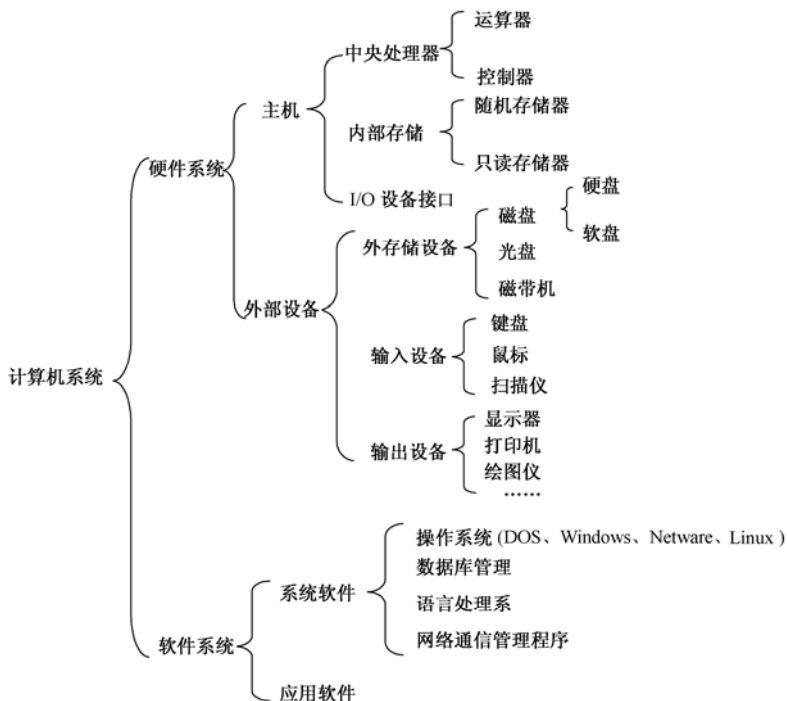 计算机系统
硬件系统
主机
中央处理器
运算器
控制器
内部存储
随机存储器
只读存储器
I/O 设备接口
外部设备
外存储设备
磁盘
硬盘
软盘
光盘
磁带机
输入设备
键盘
鼠标
扫描仪
输出设备
显示器
打印机
绘图仪
……
软件系统
系统软件
操作系统 (DOS、Windows、Netware、Linux )
数据库管理
语言处理系
网络通信管理程序
应用软件